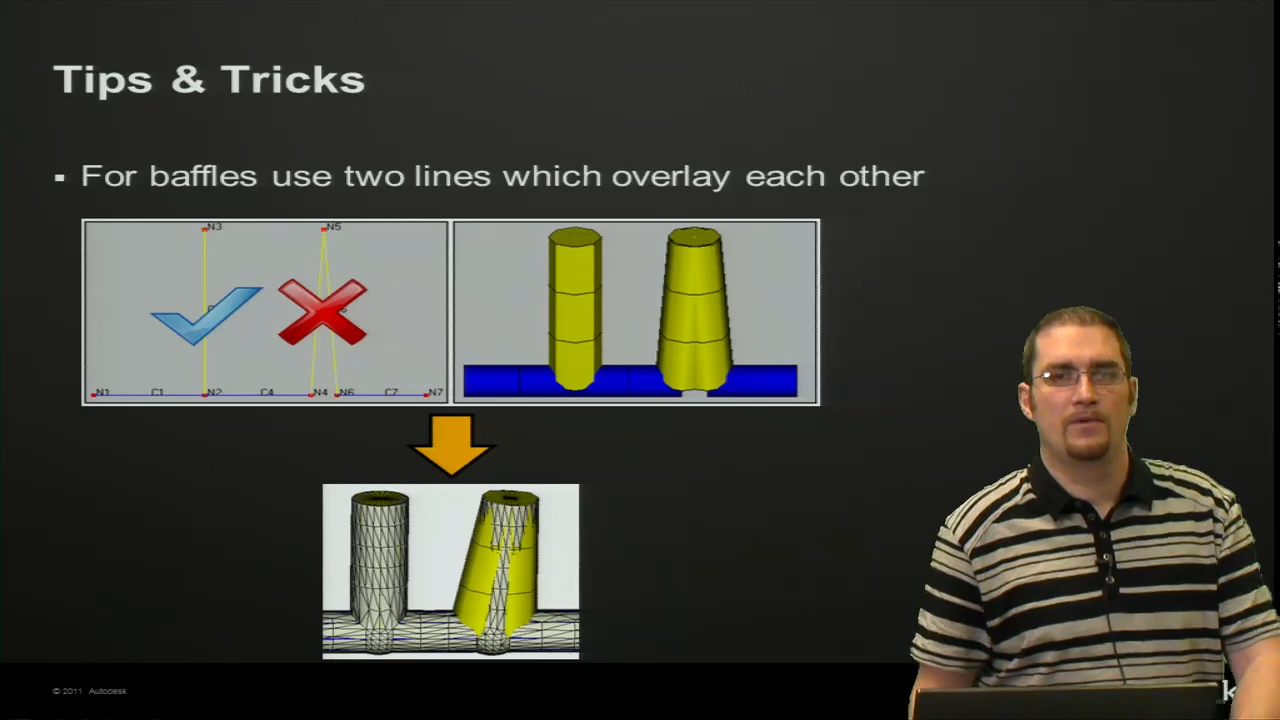 Tips & Tricks
▪ For baffles use two lines which overlay each other
N3 N5
N1 C1 N2 C4 N4 N6 C7 N7
© 2011 Autodesk
k